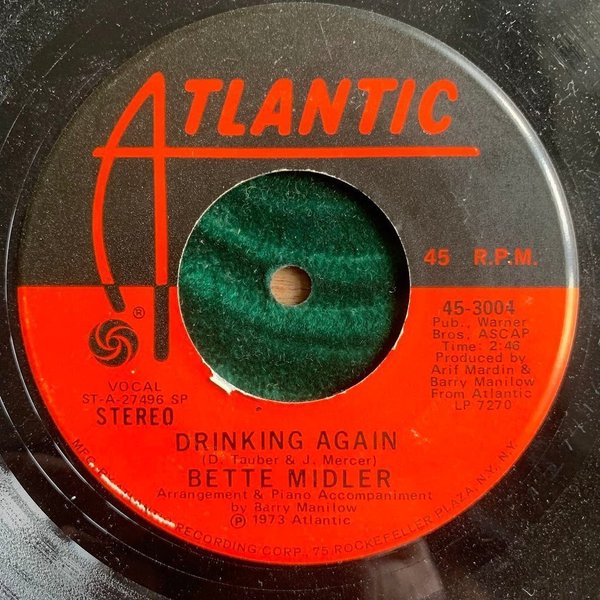 ATLANTIC
45 R.P.M.
®
45-3004
Pub., Warner
Bros, ASCAP
Time: 2:46
Produced by
Arif Mardin &
Barry Manilow
From Atlantic
LP 7270
VOCAL
ST-A-27496 SP
STEREO
DRINKING AGAIN
(D. Tauber & J. Mercer)
BETTE MIDLER
Arrangement & Piano Accompaniment
by Barry Manilow
℗ 1973 Atlantic
MFG. RECORDING CORP., 75 ROCKEFELLER PLAZA, N.Y., N.Y.